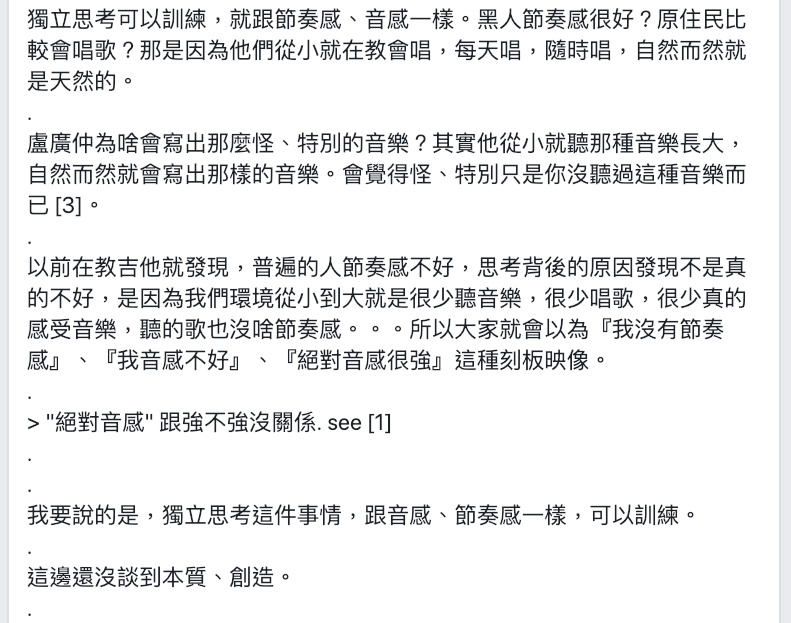 獨立思考可以訓練，就跟節奏感、音感一樣。黑人節奏感很好？原住民比
較會唱歌？那是因為他們從小就在教會唱，每天唱，隨時唱，自然而然就
是天然的。
.
盧廣仲為啥會寫出那麼怪、特別的音樂？其實他從小就聽那種音樂長大，
自然而然就會寫出那樣的音樂。會覺得怪、特別只是你沒聽過這種音樂而
已 [3]。
.
以前在教吉他就發現，普遍的人節奏感不好，思考背後的原因發現不是真
的不好，是因為我們環境從小到大就是很少聽音樂，很少唱歌，很少真的
感受音樂，聽的歌也沒啥節奏感。。。所以大家就會以為『我沒有節奏
感』、『我音感不好』、『絕對音感很強』這種刻板映像。
.
> "絕對音感" 跟強不強沒關係. see [1]
.
.
我要說的是，獨立思考這件事情，跟音感、節奏感一樣，可以訓練。
.
這邊還沒談到本質、創造。
.